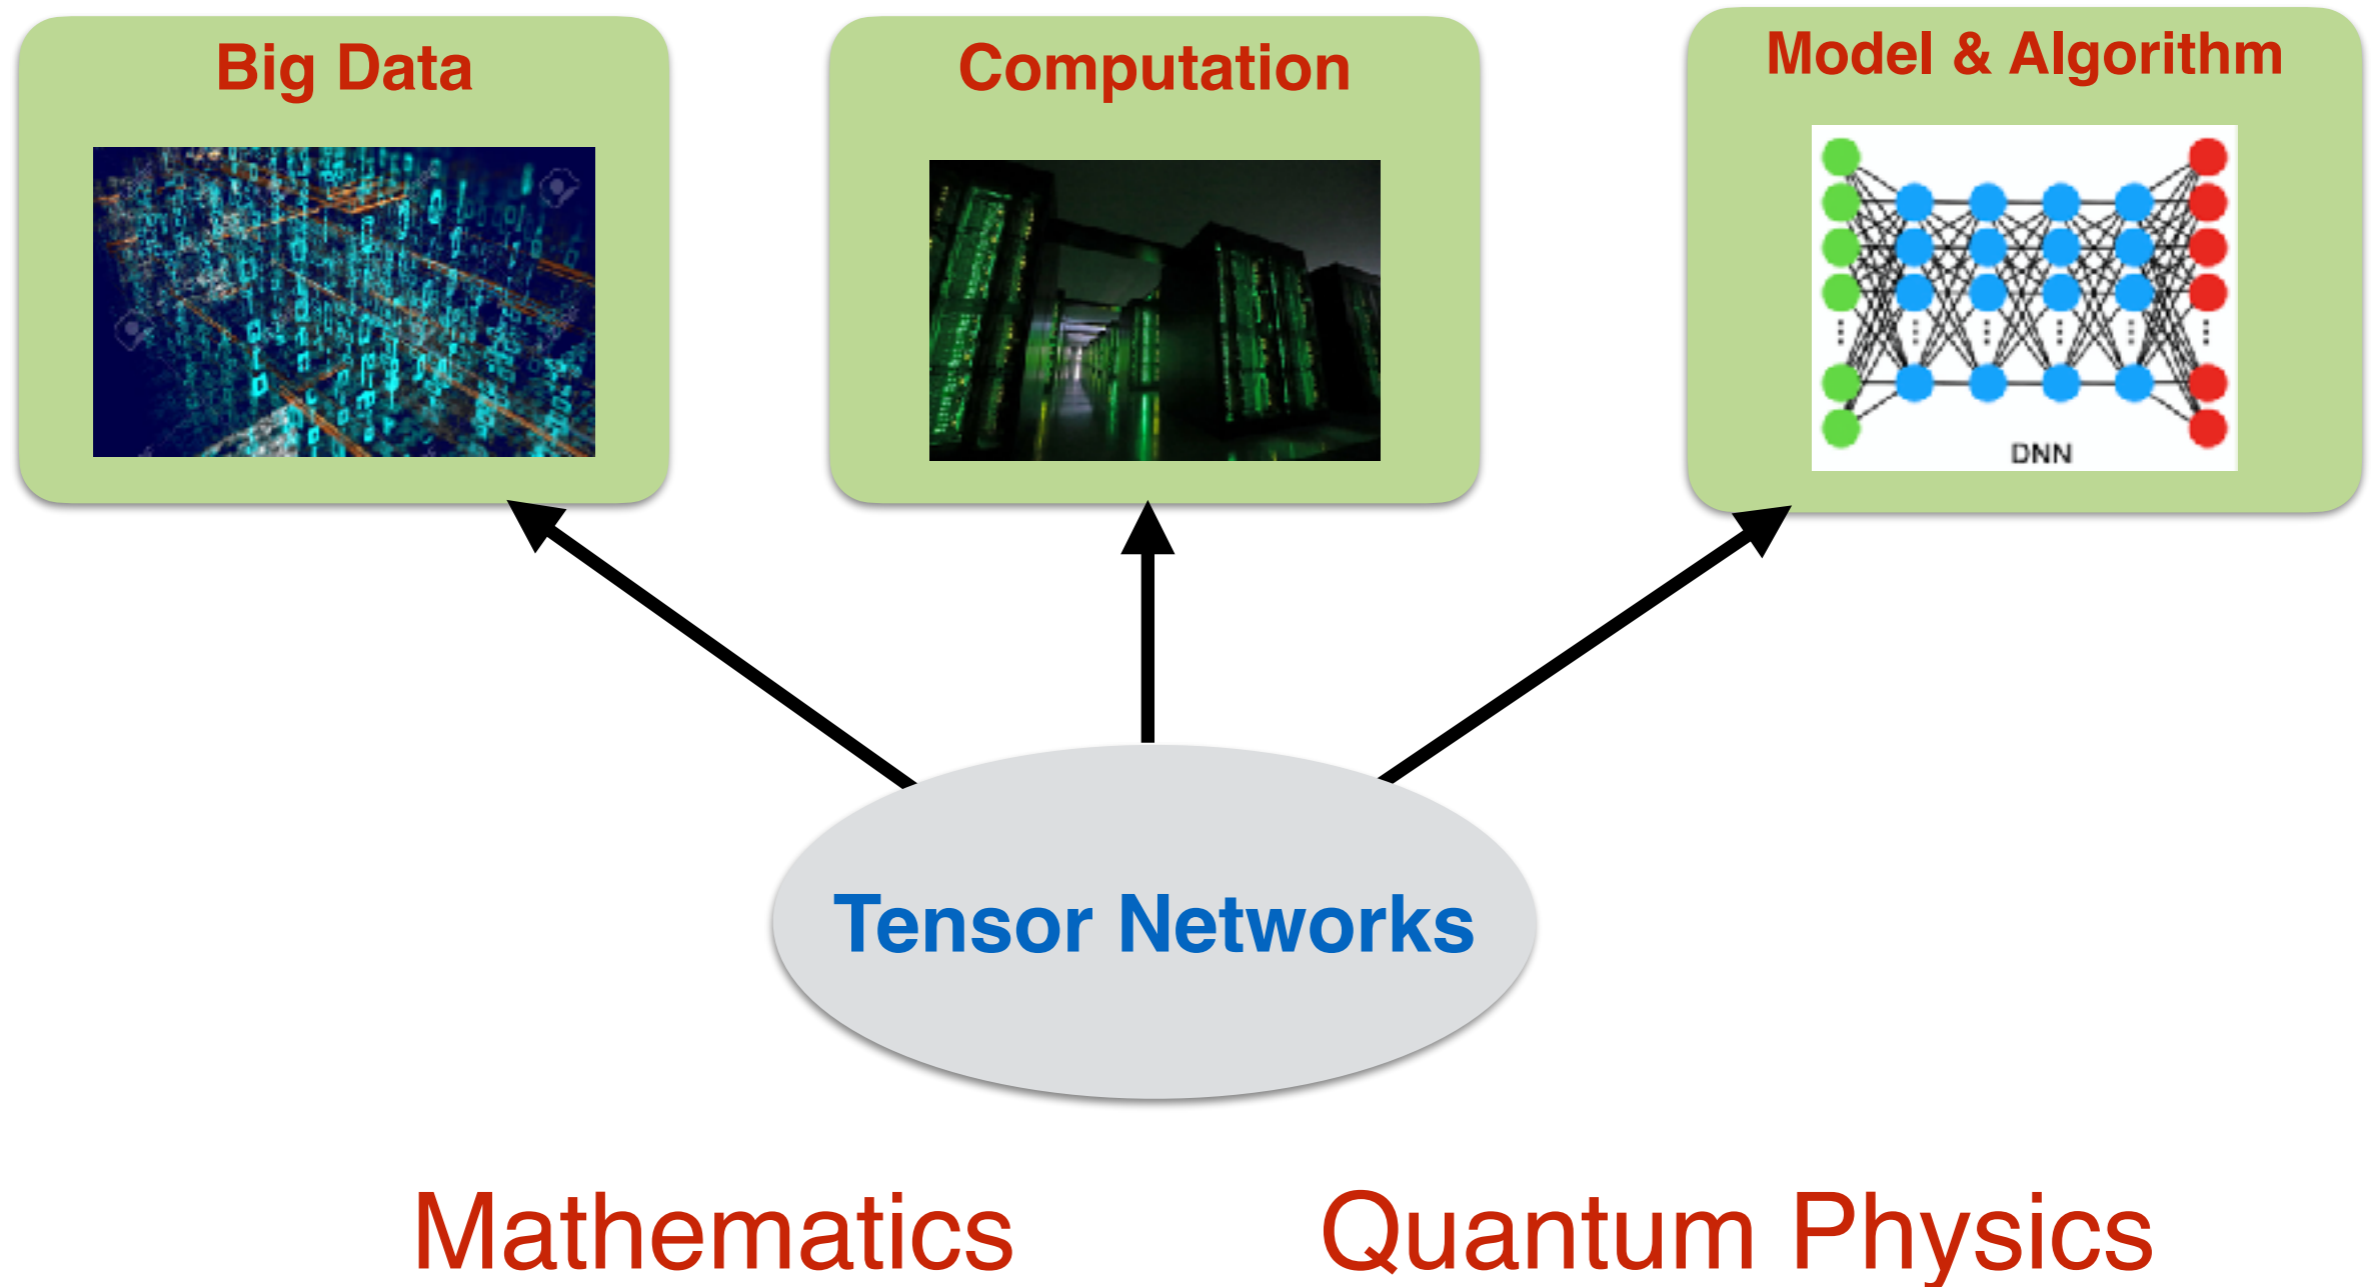 Big Data
Computation
Model & Algorithm
DNN
Tensor Networks
Mathematics
Quantum Physics